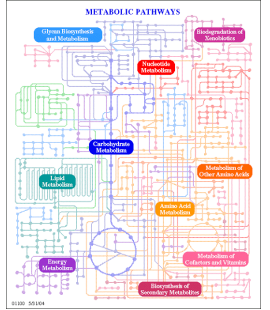 METABOLIC PATHWAYS
Glycan Biosynthesis
and Metabolism
Biodegradation of
Xenobiotics
Nucleotide
Metabolism
Carbohydrate
Metabolism
Lipid
Metabolism
Metabolism of
Other Amino Acids
Amino Acid
Metabolism
Energy
Metabolism
Metabolism of
Cofactors and Vitamins
Biosynthesis of
Secondary Metabolites
01100 5/11/04